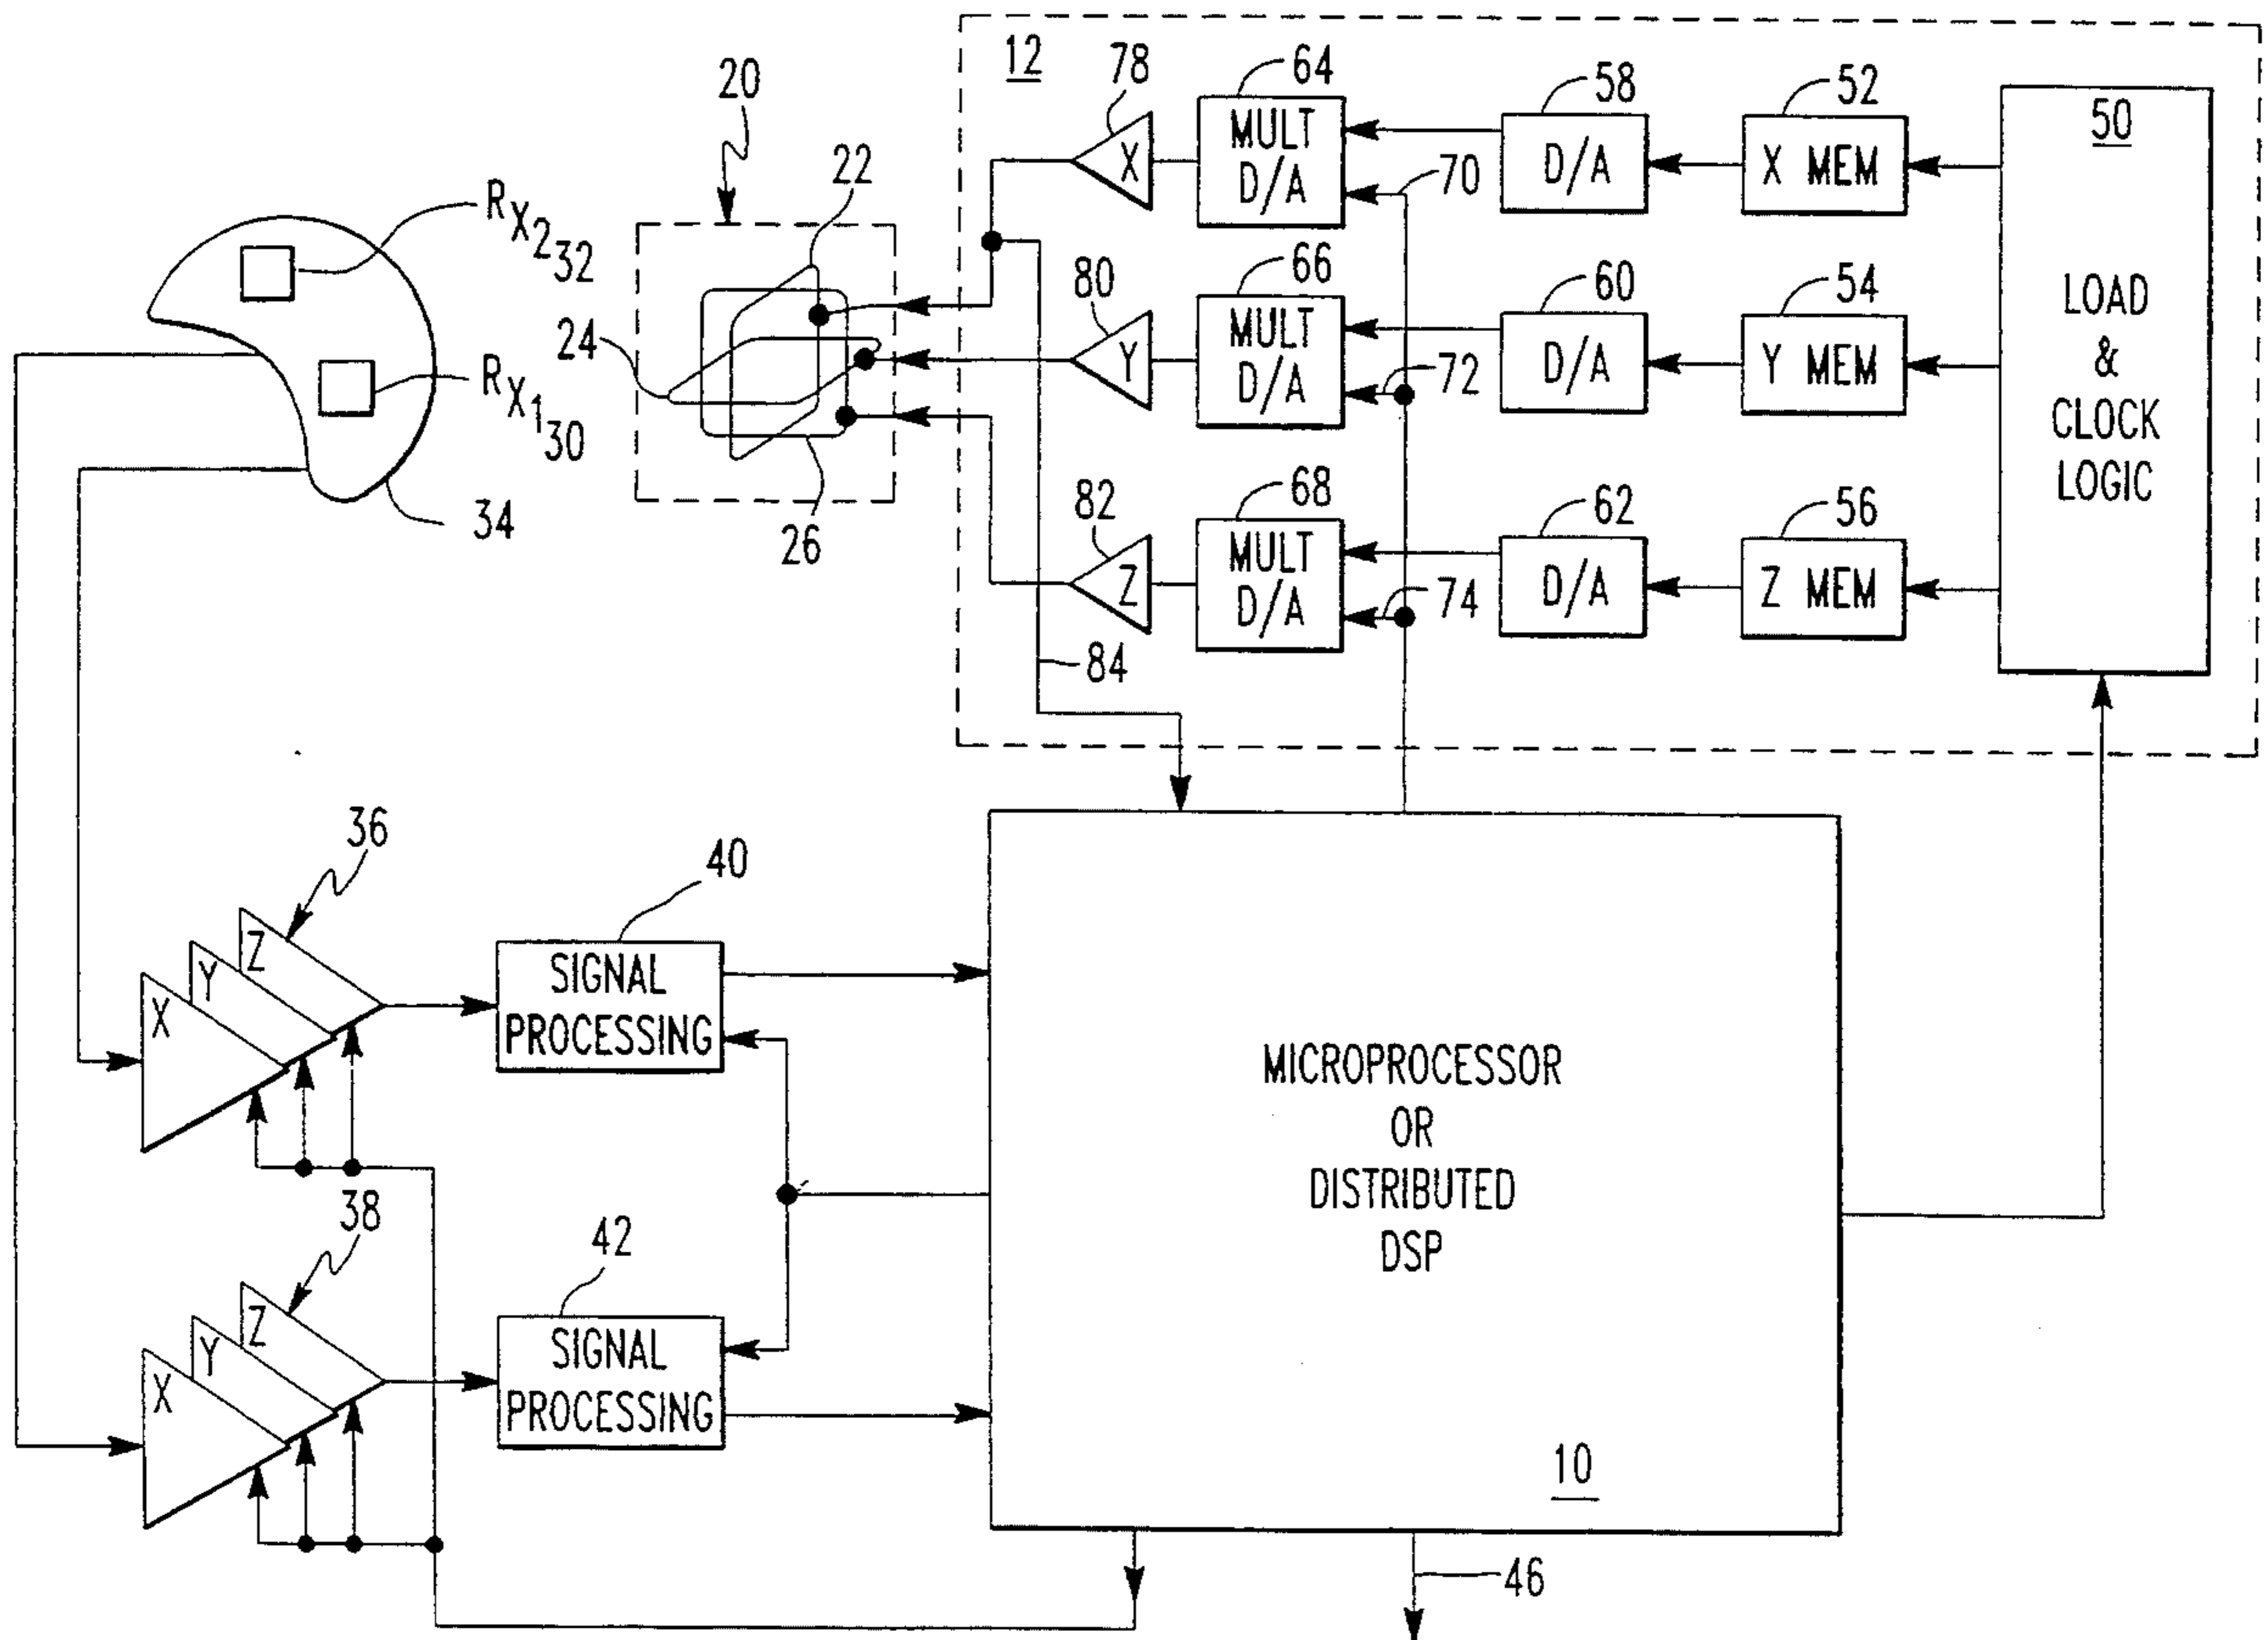 12
78
64
58
52
50
20
X
MULT
D/A
D/A
X MEM
22
70
RX2 32
80
66
60
54
LOAD
&
CLOCK
LOGIC
24
Y
MULT
D/A
72
D/A
Y MEM
RX1 30
34
26
82
68
62
56
Z
MULT
D/A
74
D/A
Z MEM
84
36
40
X
Y
Z
SIGNAL
PROCESSING
MICROPROCESSOR
OR
DISTRIBUTED
DSP
38
42
X
Y
Z
SIGNAL
PROCESSING
10
46